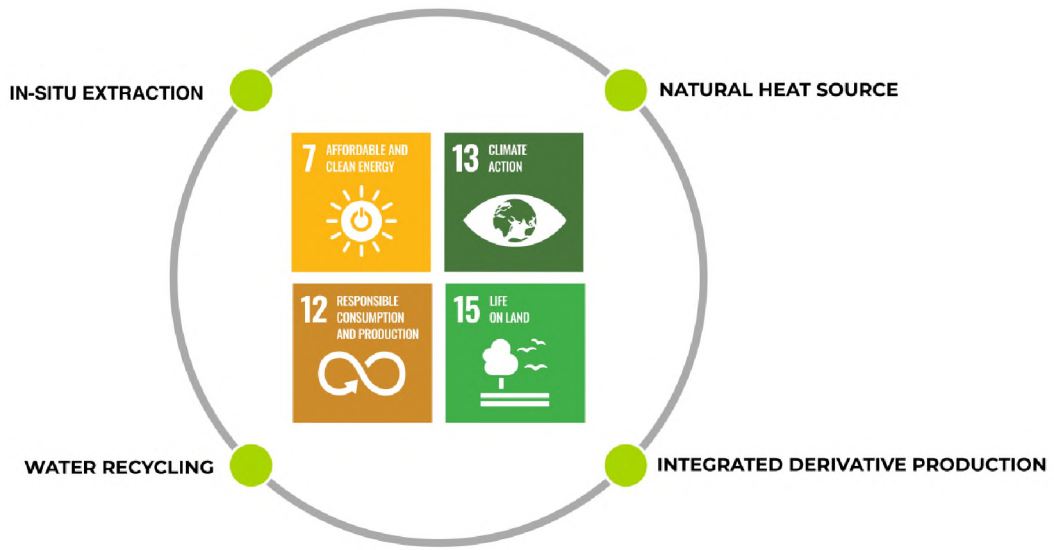 IN-SITU EXTRACTION
NATURAL HEAT SOURCE
7 AFFORDABLE AND
CLEAN ENERGY
13 CLIMATE
ACTION
12 RESPONSIBLE
CONSUMPTION
AND PRODUCTION
15 LIFE
ON LAND
WATER RECYCLING
INTEGRATED DERIVATIVE PRODUCTION